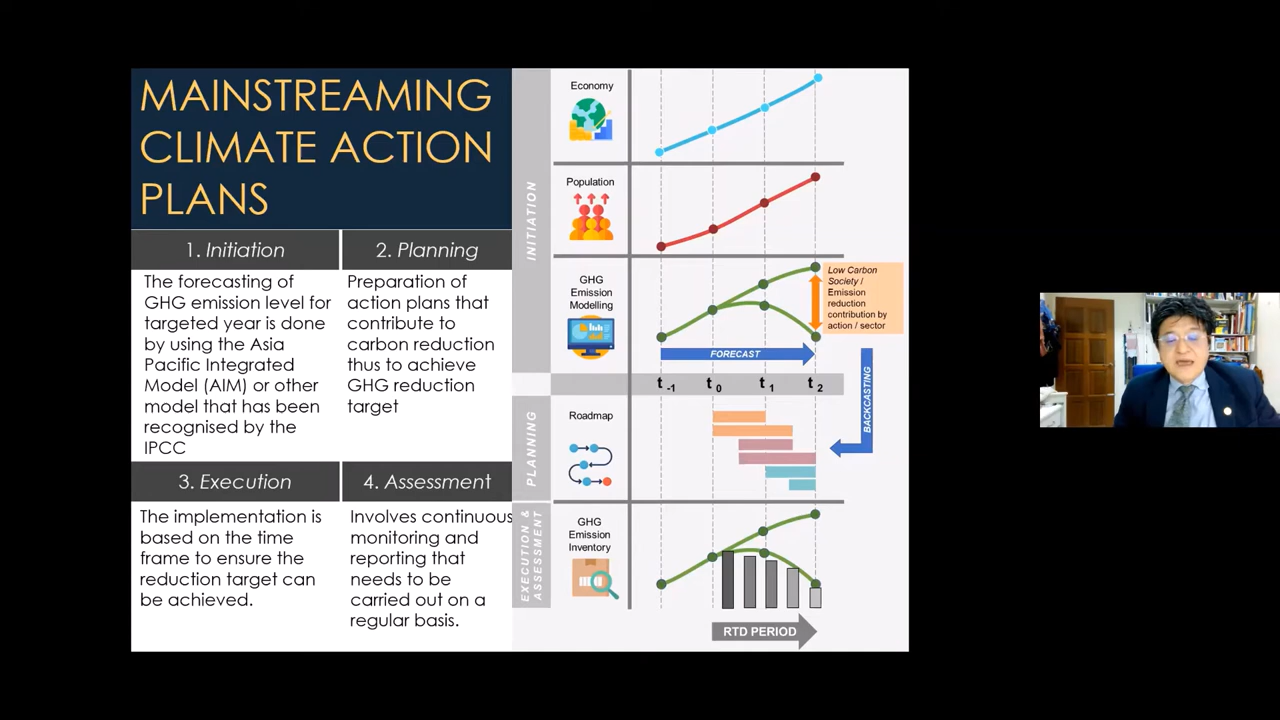 MAINSTREAMING
CLIMATE ACTION
PLANS
1. Initiation
2. Planning
The forecasting of
GHG emission level for
targeted year is done
by using the Asia
Pacific Integrated
Model (AIM) or other
model that has been
recognised by the
IPCC
Preparation of
action plans that
contribute to
carbon reduction
thus to achieve
GHG reduction
target
3. Execution
4. Assessment
The implementation is
based on the time
frame to ensure the
reduction target can
be achieved.
Involves continuous
monitoring and
reporting that
needs to be
carried out on a
regular basis.
INITIATION
Economy
Population
GHG
Emission
Modelling
Low Carbon
Society / Emission
reduction
contribution by
action / sector
FORECAST
t -1
t 0
t 1
t 2
BACKCASTING
PLANNING
Roadmap
EXECUTION &
ASSESSMENT
GHG
Emission
Inventory
RTD PERIOD